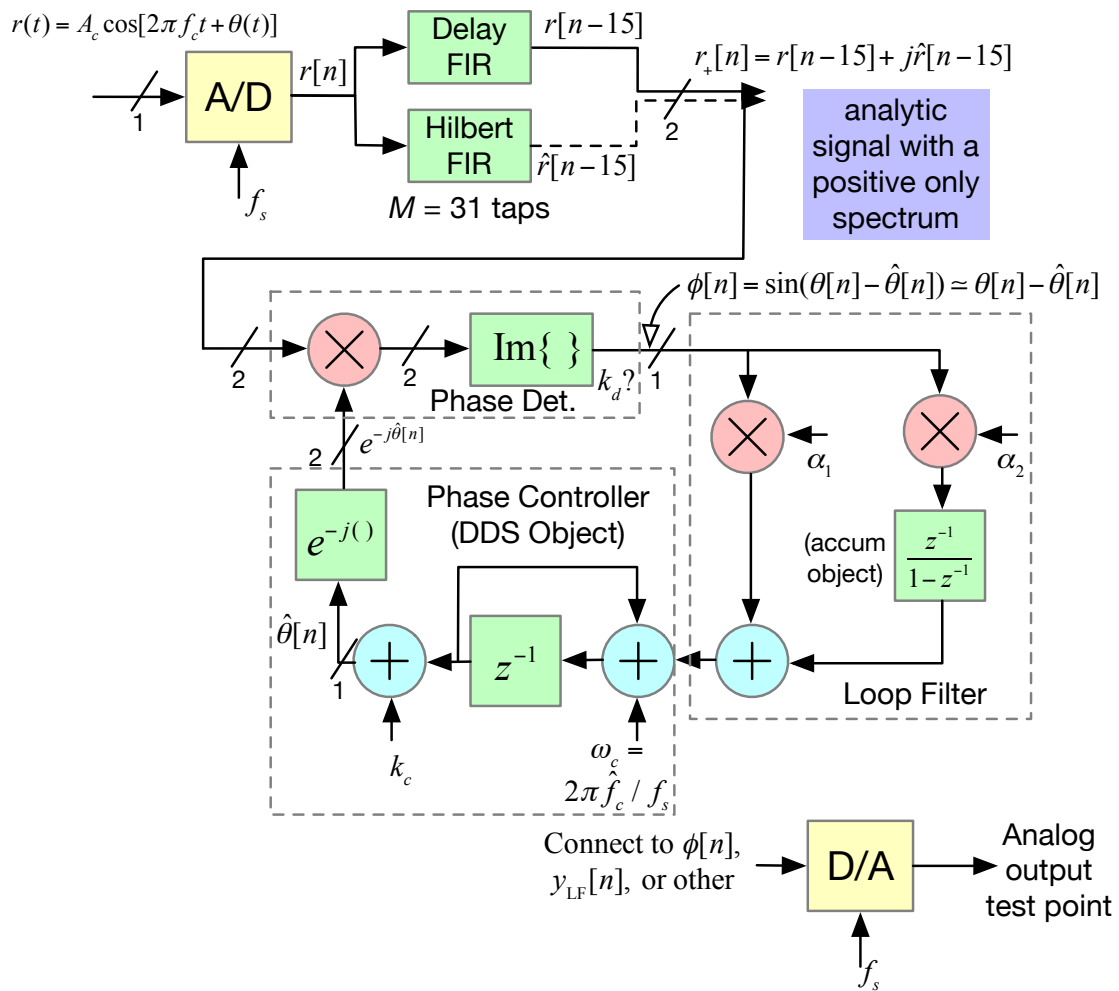 r(t) = A_c cos[2πf_c t + θ(t)]
A/D
1
f_s
r[n]
Delay
FIR
r[n−15]
Hilbert
FIR
r̂[n−15]
M = 31 taps
2
r₊[n] = r[n−15] + jr̂[n−15]
analytic
signal with a
positive only
spectrum
ϕ[n] = sin(θ[n] − θ̂[n]) ≃ θ[n] − θ̂[n]
2
2
Im{ }
k_d?
1
Phase Det.
2
e^{−jθ̂[n]}
α₁
α₂
Phase Controller
(DDS Object)
e^{−j( )}
(accum
object)
z^{−1}
1 − z^{−1}
θ̂[n]
1
z^{−1}
Loop Filter
k_c
ω_c =
2πf̂_c / f_s
Connect to ϕ[n],
y_LF[n], or other
D/A
Analog
output
test point
f_s